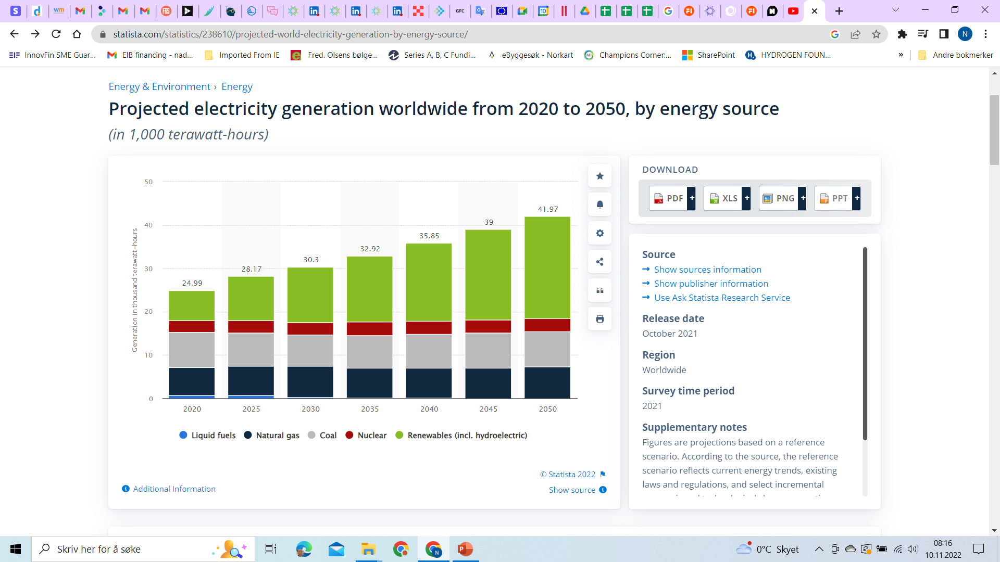 statista.com/statistics/238610/projected-world-electricity-generation-by-energy-source/
InnovFin SME Guar...
EIB financing - nad...
Imported From IE
Fred. Olsens bølge...
Series A, B, C Fundi...
eByggesøk - Norkart
Champions Corner:...
SharePoint
HYDROGEN FOUN...
»
Andre bokmerker
Energy & Environment › Energy
Projected electricity generation worldwide from 2020 to 2050, by energy source
(in 1,000 terawatt-hours)
Generation in thousand terawatt-hours
50
40
30
20
10
0
24.99
28.17
30.3
32.92
35.85
39
41.97
2020
2025
2030
2035
2040
2045
2050
Liquid fuels
Natural gas
Coal
Nuclear
Renewables (incl. hydroelectric)
© Statista 2022
Additional Information
Show source
DOWNLOAD
PDF +
XLS +
PNG +
PPT +
Source
→ Show sources information
→ Show publisher information
→ Use Ask Statista Research Service
Release date
October 2021
Region
Worldwide
Survey time period
2021
Supplementary notes
Figures are projections based on a reference
scenario. According to the source, the reference
scenario reflects current energy trends, existing
laws and regulations, and select incremental
Skriv her for å søke
0°C Skyet
08:16
10.11.2022